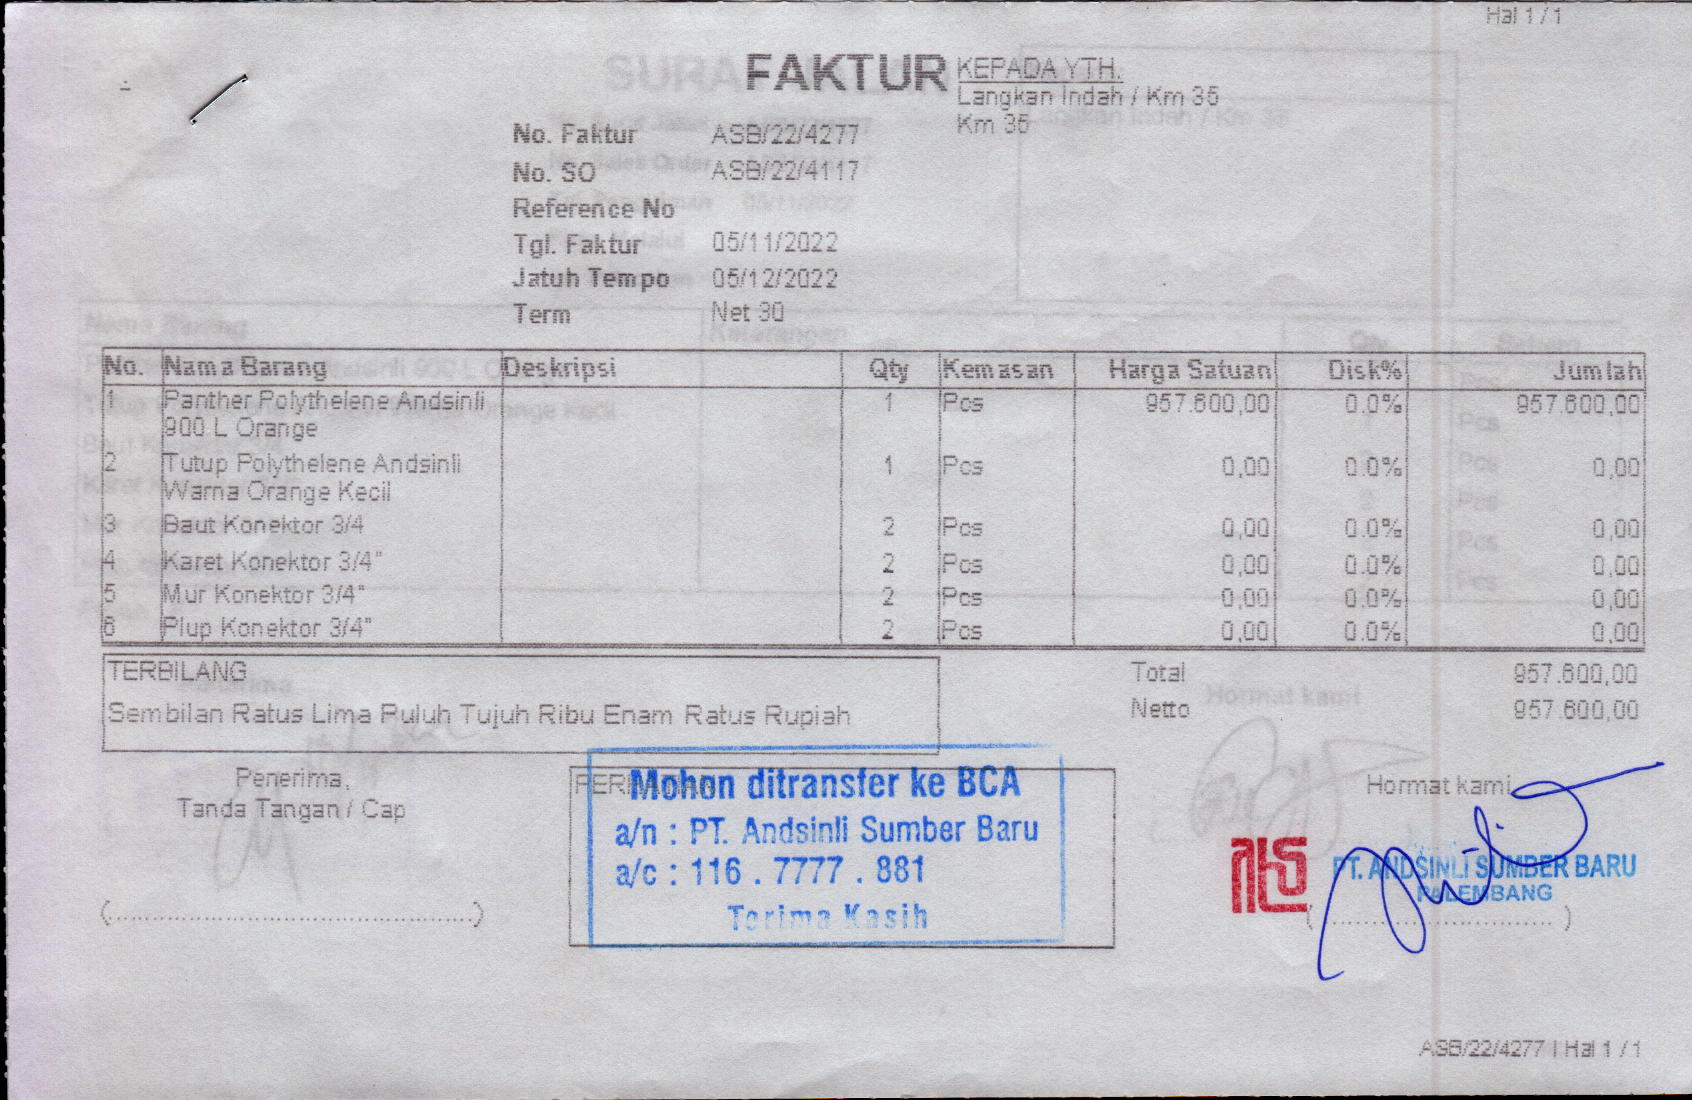 Hal 1 / 1
FAKTUR
KEPADA YTH.
Langkan Indah / Km 35
Km 35
No. Faktur ASB/22/4277
No. SO ASB/22/4117
Reference No
Tgl. Faktur 05/11/2022
Jatuh Tempo 05/12/2022
Term Net 30
No. Nama Barang Deskripsi Qty Kemasan Harga Satuan Disk% Jumlah
1 Panther Polythelene Andsinli 1 Pcs 957.600,00 0.0% 957.600,00
900 L Orange
2 Tutup Polythelene Andsinli 1 Pcs 0,00 0.0% 0,00
Warna Orange Kecil
3 Baut Konektor 3/4 2 Pcs 0,00 0.0% 0,00
4 Karet Konektor 3/4" 2 Pcs 0,00 0.0% 0,00
5 Mur Konektor 3/4" 2 Pcs 0,00 0.0% 0,00
6 Plup Konektor 3/4" 2 Pcs 0,00 0.0% 0,00
TERBILANG
Sembilan Ratus Lima Puluh Tujuh Ribu Enam Ratus Rupiah
Total 957.600,00
Netto 957.600,00
Penerima,
Tanda Tangan / Cap
Mohon ditransfer ke BCA
a/n : PT. Andsinli Sumber Baru
a/c : 116 . 7777 . 881
Terima Kasih
Hormat kami,
PT. ANDSINLI SUMBER BARU
PALEMBANG
ASB/22/4277 | Hal 1 / 1